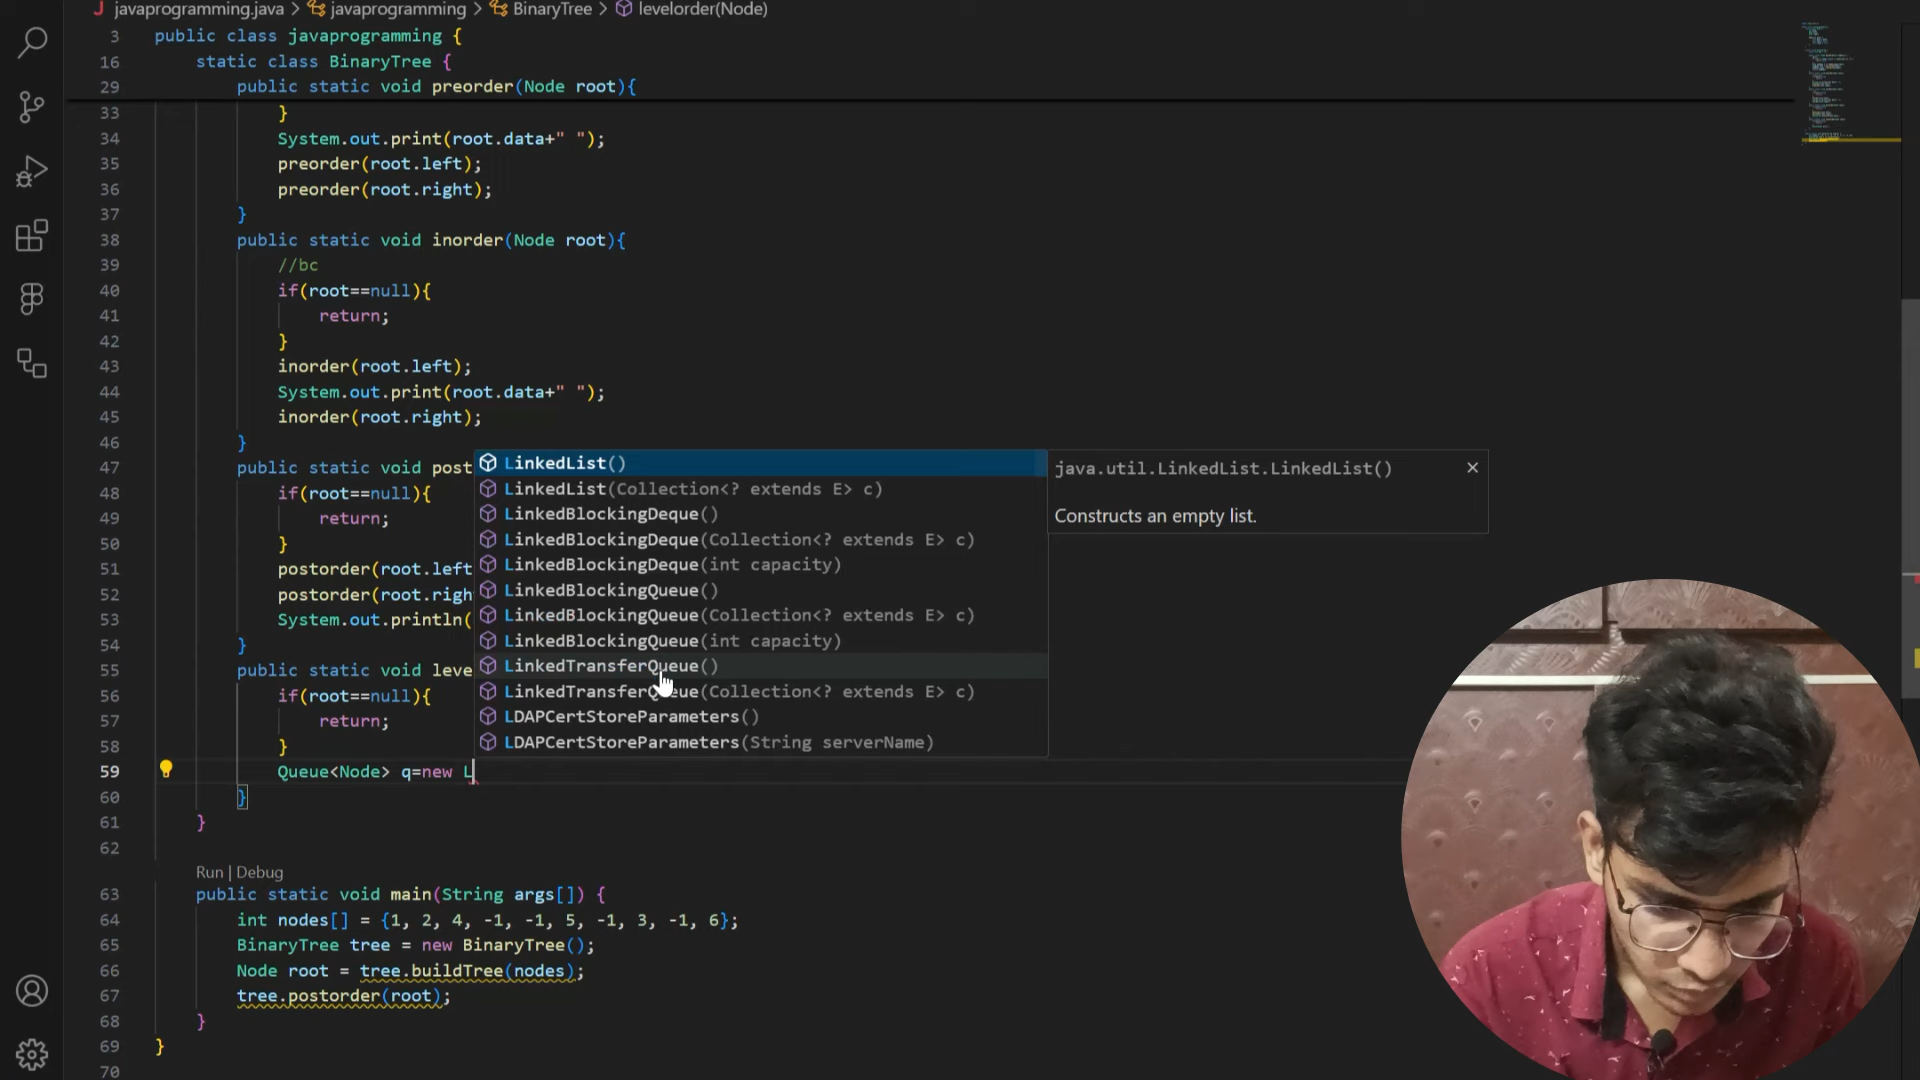 javaprogramming.java > javaprogramming > BinaryTree > levelorder(Node)
3 public class javaprogramming {
16 static class BinaryTree {
29 public static void preorder(Node root){
33 }
34 System.out.print(root.data+" ");
35 preorder(root.left);
36 preorder(root.right);
37 }
38 public static void inorder(Node root){
39 //bc
40 if(root==null){
41 return;
42 }
43 inorder(root.left);
44 System.out.print(root.data+" ");
45 inorder(root.right);
46 }
47 public static void post
48 if(root==null){
49 return;
50 }
51 postorder(root.left
52 postorder(root.righ
53 System.out.println(
54 }
55 public static void leve
56 if(root==null){
57 return;
58 }
59 Queue<Node> q=new L
60 }
61 }
62
LinkedList()
LinkedList(Collection<? extends E> c)
LinkedBlockingDeque()
LinkedBlockingDeque(Collection<? extends E> c)
LinkedBlockingDeque(int capacity)
LinkedBlockingQueue()
LinkedBlockingQueue(Collection<? extends E> c)
LinkedBlockingQueue(int capacity)
LinkedTransferQueue()
LinkedTransferQueue(Collection<? extends E> c)
LDAPCertStoreParameters()
LDAPCertStoreParameters(String serverName)
java.util.LinkedList.LinkedList()
Constructs an empty list.
Run | Debug
63 public static void main(String args[]) {
64 int nodes[] = {1, 2, 4, -1, -1, 5, -1, 3, -1, 6};
65 BinaryTree tree = new BinaryTree();
66 Node root = tree.buildTree(nodes);
67 tree.postorder(root);
68 }
69 }
70